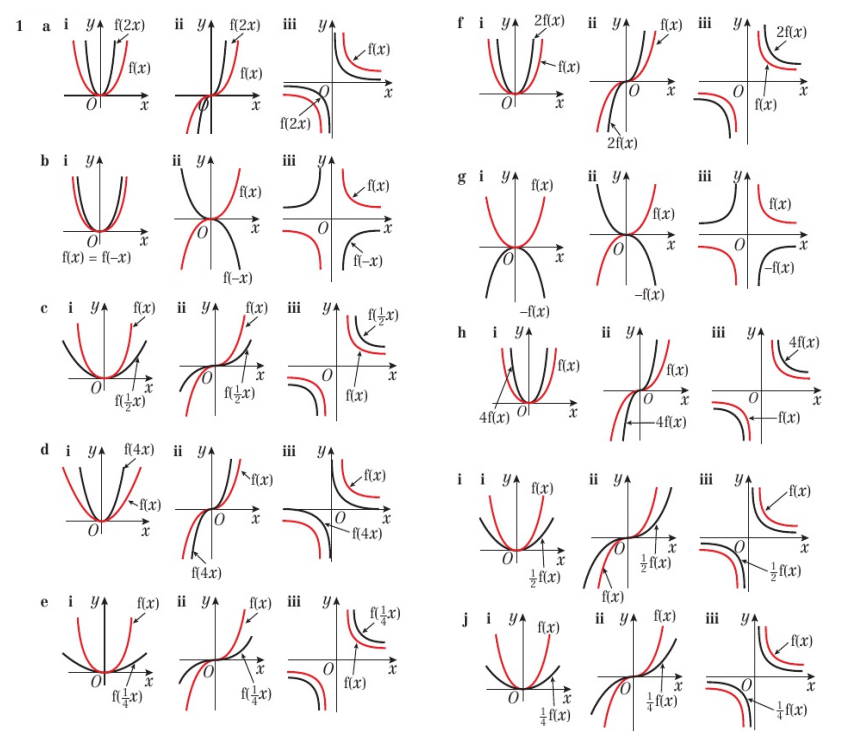 1 a i y f(2x) f(x) O x ii y f(2x) f(x) O x iii y f(x) O x f(2x)
b i y O x f(x) = f(−x) ii y f(x) O x f(−x) iii y f(x) O x f(−x)
c i y f(x) O x f(½x) ii y f(x) O x f(½x) iii y f(½x) O x f(x)
d i y f(4x) f(x) O x ii y f(x) O x f(4x) iii y f(x) O x f(4x)
e i y f(x) O x f(¼x) ii y f(x) O x f(¼x) iii y f(¼x) O x f(x)
f i y 2f(x) f(x) O x ii y f(x) O x 2f(x) iii y 2f(x) O x f(x)
g i y f(x) O x −f(x) ii y f(x) O x −f(x) iii y f(x) O x −f(x)
h i y f(x) 4f(x) O x ii y f(x) O x 4f(x) iii y 4f(x) O x f(x)
i i y f(x) O x ½f(x) ii y O x ½f(x) f(x) iii y f(x) O x ½f(x)
j i y f(x) O x ¼f(x) ii y f(x) O x ¼f(x) iii y f(x) O x ¼f(x)